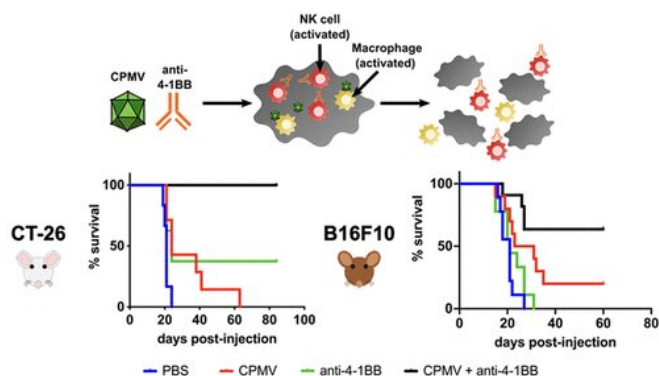 NK cell
(activated)
Macrophage
(activated)
CPMV
anti-
4-1BB
CT-26
% survival
100
50
0
0 20 40 60 80 100
days post-injection
B16F10
% survival
100
50
0
0 20 40 60 80
days post-injection
PBS CPMV anti-4-1BB CPMV + anti-4-1BB